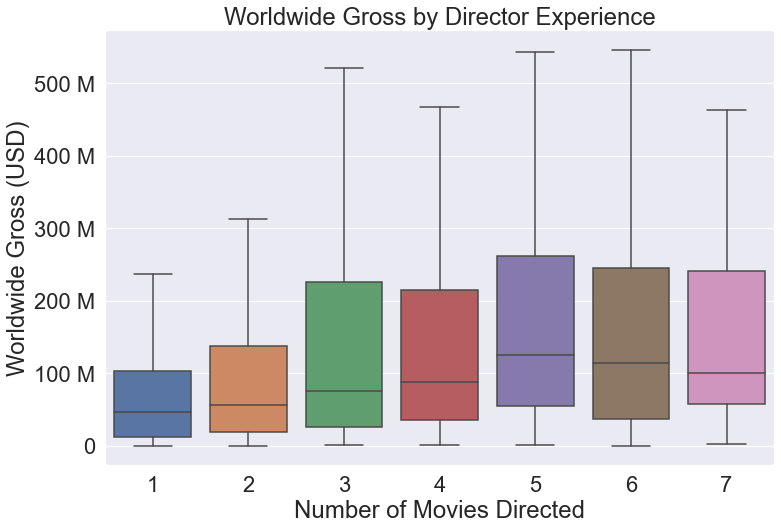 Worldwide Gross by Director Experience
Worldwide Gross (USD)
500 M
400 M
300 M
200 M
100 M
0
1 2 3 4 5 6 7
Number of Movies Directed